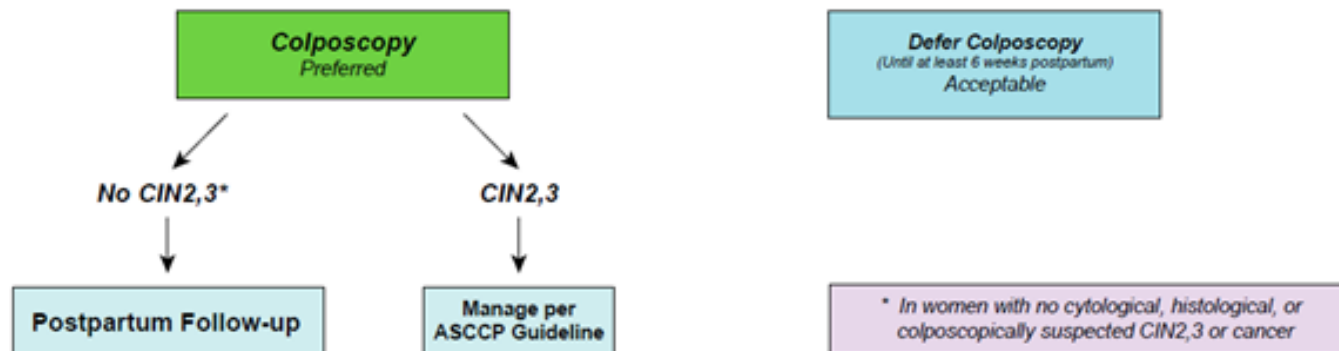 Colposcopy
Preferred
Defer Colposcopy
(Until at least 6 weeks postpartum)
Acceptable
No CIN2,3*
CIN2,3
Postpartum Follow-up
Manage per
ASCCP Guideline
* In women with no cytological, histological, or
colposcopically suspected CIN2,3 or cancer